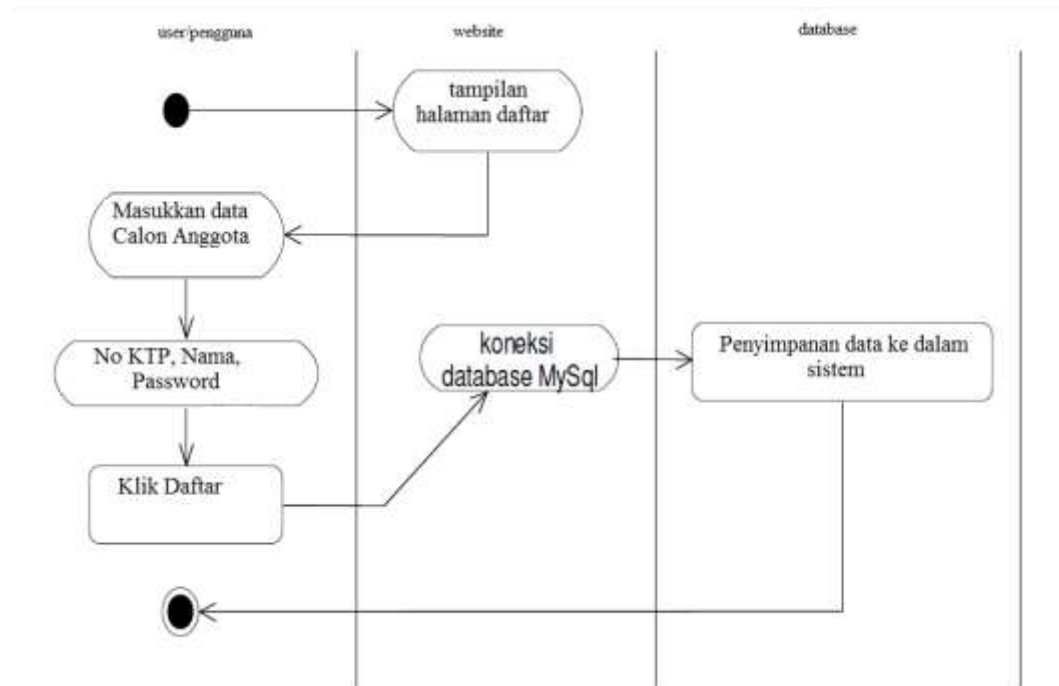 user/pengguna
website
database
tampilan
halaman daftar
Masukkan data
Calon Anggota
No KTP, Nama,
Password
koneksi
database MySql
Penyimpanan data ke dalam
sistem
Klik Daftar